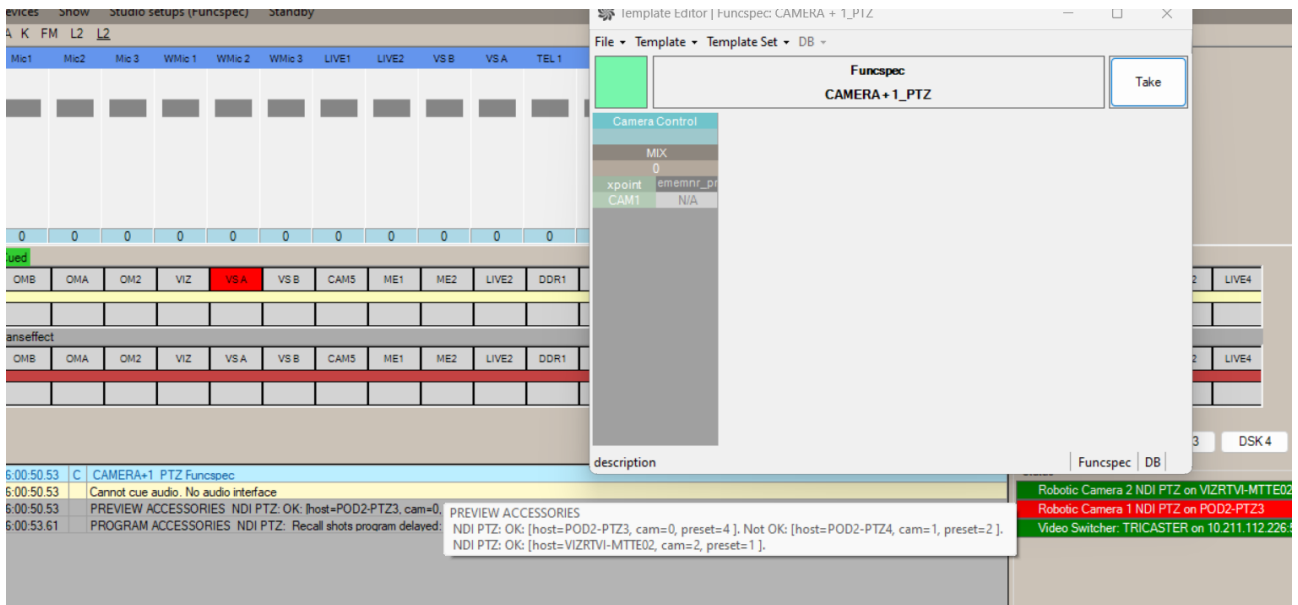 evices Show Studio setups (Funcspec) Standby
A K FM L2 L2
Mic1 Mic2 Mic 3 WMic 1 WMic 2 WMic 3 LIVE1 LIVE2 VS B VS A TEL 1
0 0 0 0 0 0 0 0 0 0 0
ued
OMB OMA OM2 VIZ VS A VS B CAM5 ME1 ME2 LIVE2 DDR1 2 LIVE4
anseffect
OMB OMA OM2 VIZ VS A VS B CAM5 ME1 ME2 LIVE2 DDR1 2 LIVE4
3 DSK 4
Template Editor | Funcspec: CAMERA + 1_PTZ
File Template Template Set DB
Funcspec
CAMERA + 1_PTZ
Take
Camera Control
MIX
0
xpoint ememnr_pr
CAM1 N/A
description Funcspec DB
6:00:50.53 C CAMERA+1 PTZ Funcspec
6:00:50.53 Cannot cue audio. No audio interface
6:00:50.53 PREVIEW ACCESSORIES NDI PTZ: OK: [host=POD2-PTZ3, cam=0,
6:00:53.61 PROGRAM ACCESSORIES NDI PTZ: Recall shots program delayed:
PREVIEW ACCESSORIES
NDI PTZ: OK: [host=POD2-PTZ3, cam=0, preset=4 ]. Not OK: [host=POD2-PTZ4, cam=1, preset=2 ].
NDI PTZ: OK: [host=VIZRTVI-MTTE02, cam=2, preset=1 ].
Robotic Camera 2 NDI PTZ on VIZRTVI-MTTE02
Robotic Camera 1 NDI PTZ on POD2-PTZ3
Video Switcher: TRICASTER on 10.211.112.226:5